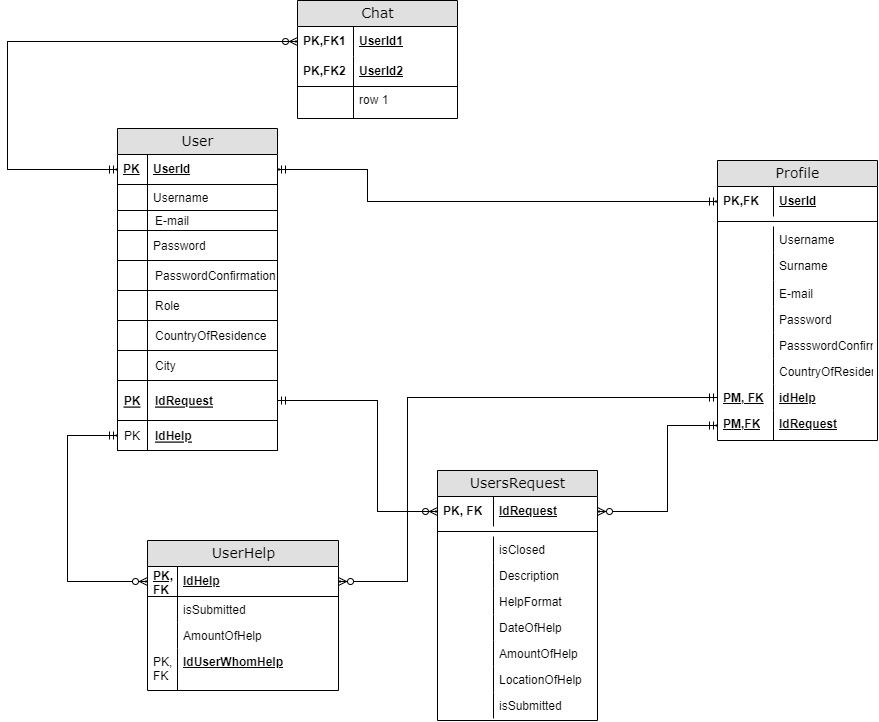 Chat
PK,FK1 UserId1
PK,FK2 UserId2
row 1
User
PK UserId
Username
E-mail
Password
PasswordConfirmation
Role
CountryOfResidence
City
PK IdRequest
PK IdHelp
Profile
PK,FK UserId
Username
Surname
E-mail
Password
PassswordConfirr
CountryOfResider
PM, FK idHelp
PM,FK IdRequest
UsersRequest
PK, FK IdRequest
isClosed
Description
HelpFormat
DateOfHelp
AmountOfHelp
LocationOfHelp
isSubmitted
UserHelp
PK, IdHelp
FK
isSubmitted
AmountOfHelp
PK, IdUserWhomHelp
FK